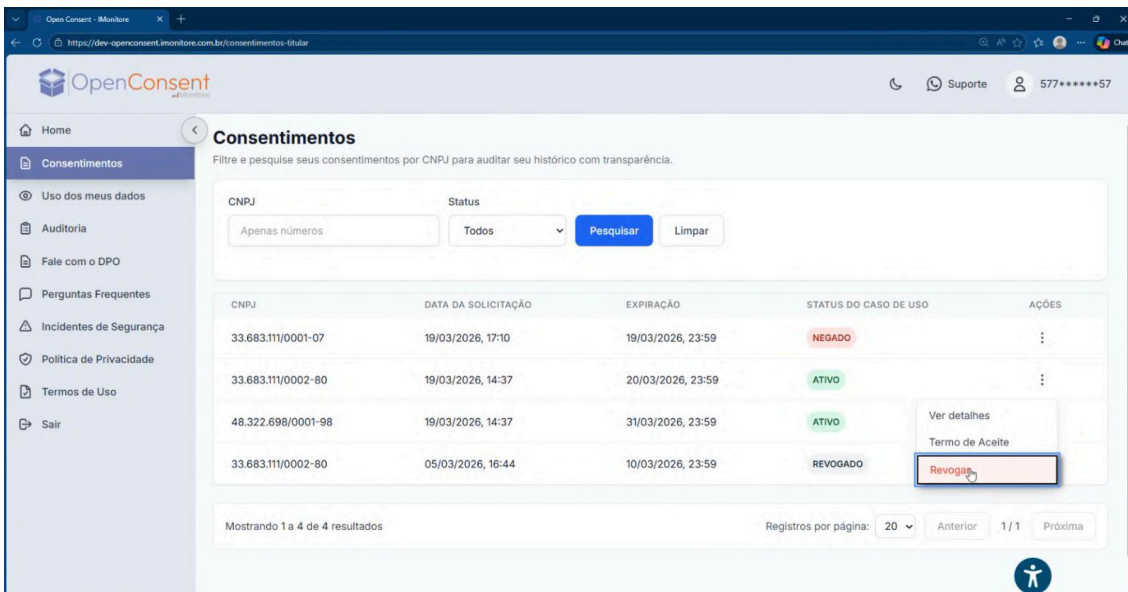 Open Consent - IMonitore
https://dev-openconsent.imonitore.com.br/consentimentos-titular
Chat
OpenConsent
Suporte
577******57
Home
Consentimentos
Uso dos meus dados
Auditoria
Fale com o DPO
Perguntas Frequentes
Incidentes de Segurança
Política de Privacidade
Termos de Uso
Sair
Consentimentos
Filtre e pesquise seus consentimentos por CNPJ para auditar seu histórico com transparência.
CNPJ Status
Apenas números Todos Pesquisar Limpar
CNPJ DATA DA SOLICITAÇÃO EXPIRAÇÃO STATUS DO CASO DE USO AÇÕES
33.683.111/0001-07 19/03/2026, 17:10 19/03/2026, 23:59 NEGADO
33.683.111/0002-80 19/03/2026, 14:37 20/03/2026, 23:59 ATIVO
48.322.698/0001-98 19/03/2026, 14:37 31/03/2026, 23:59 ATIVO
33.683.111/0002-80 05/03/2026, 16:44 10/03/2026, 23:59 REVOGADO
Ver detalhes
Termo de Aceite
Revogar
Mostrando 1 a 4 de 4 resultados Registros por página: 20 Anterior 1 / 1 Próxima